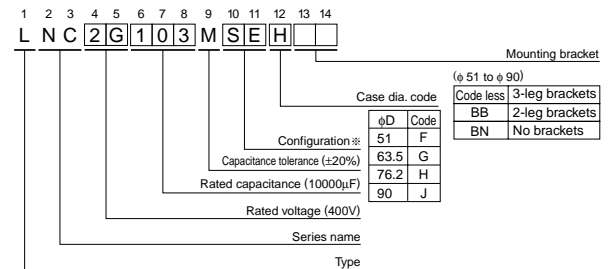 1 2 3 4 5 6 7 8 9 10 11 12 13 14
L N C 2 G 1 0 3 M S E H
Mounting bracket
(ϕ 51 to ϕ 90)
Code less 3-leg brackets
BB 2-leg brackets
BN No brackets
Case dia. code
ϕD Code
51 F
63.5 G
76.2 H
90 J
Configuration※
Capacitance tolerance (±20%)
Rated capacitance (10000µF)
Rated voltage (400V)
Series name
Type